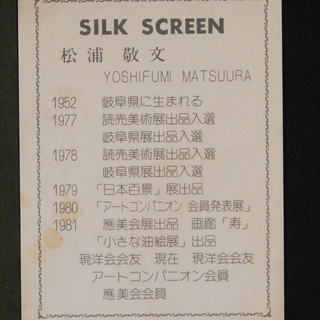 SILK SCREEN
松浦 敬文
YOSHIFUMI MATSUURA
1952 岐阜県に生まれる
1977 読売美術展出品入選
岐阜県展出品入選
1978 読売美術展出品入選
岐阜県展出品入選
1979 「日本百景」展出品
1980 「アートコンパニオン 会員発表展」
1981 應美会展出品 画廊「寿」
「小さな油絵展」出品
現洋会会友 現在 現洋会会友
アートコンパニオン会員
應美会会員